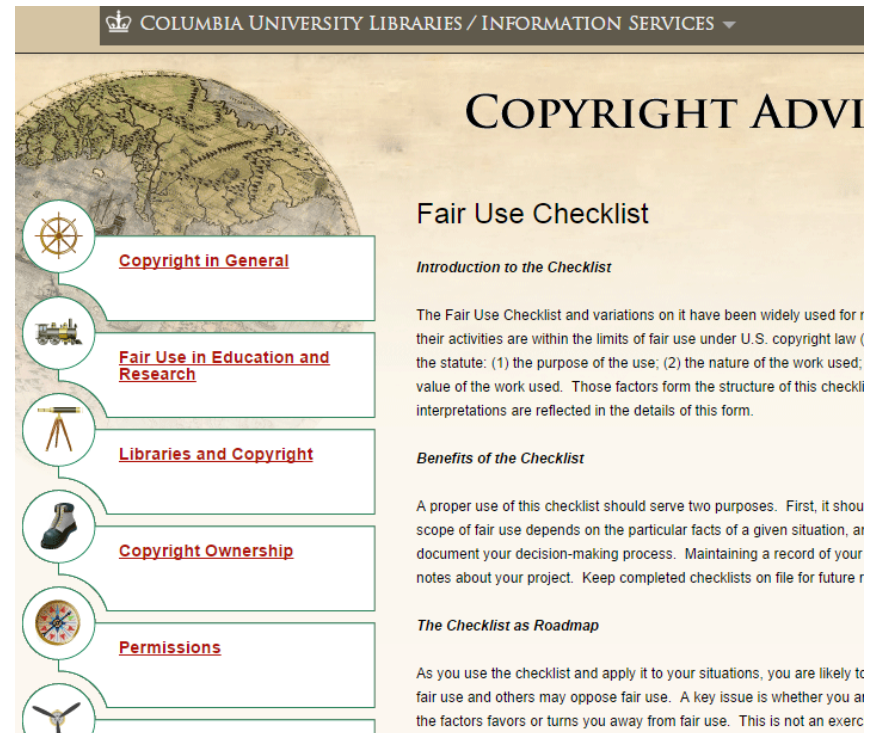 COLUMBIA UNIVERSITY LIBRARIES / INFORMATION SERVICES
COPYRIGHT ADVI
Copyright in General
Fair Use in Education and
Research
Libraries and Copyright
Copyright Ownership
Permissions
Fair Use Checklist
Introduction to the Checklist
The Fair Use Checklist and variations on it have been widely used for
their activities are within the limits of fair use under U.S. copyright law (
the statute: (1) the purpose of the use; (2) the nature of the work used;
value of the work used. Those factors form the structure of this checkli
interpretations are reflected in the details of this form.
Benefits of the Checklist
A proper use of this checklist should serve two purposes. First, it shou
scope of fair use depends on the particular facts of a given situation, a
document your decision-making process. Maintaining a record of your
notes about your project. Keep completed checklists on file for future
The Checklist as Roadmap
As you use the checklist and apply it to your situations, you are likely to
fair use and others may oppose fair use. A key issue is whether you a
the factors favors or turns you away from fair use. This is not an exerc